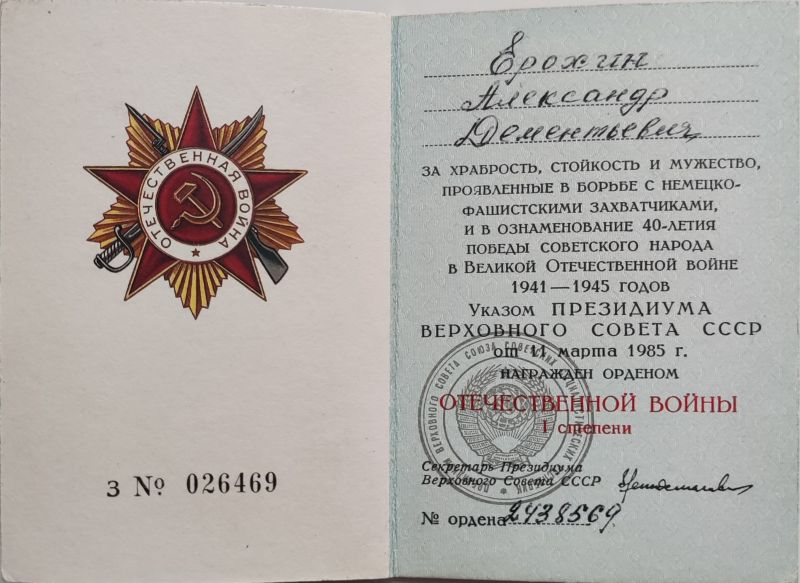 ОТЕЧЕСТВЕННАЯ ВОЙНА
З № 026469
Ерохин
Александр
Дементьевич
ЗА ХРАБРОСТЬ, СТОЙКОСТЬ И МУЖЕСТВО,
ПРОЯВЛЕННЫЕ В БОРЬБЕ С НЕМЕЦКО-
ФАШИСТСКИМИ ЗАХВАТЧИКАМИ,
И В ОЗНАМЕНОВАНИЕ 40-ЛЕТИЯ
ПОБЕДЫ СОВЕТСКОГО НАРОДА
В ВЕЛИКОЙ ОТЕЧЕСТВЕННОЙ ВОЙНЕ
1941—1945 ГОДОВ
УКАЗОМ ПРЕЗИДИУМА
ВЕРХОВНОГО СОВЕТА СССР
от 11 марта 1985 г.
НАГРАЖДЕН ОРДЕНОМ
ОТЕЧЕСТВЕННОЙ ВОЙНЫ
I степени
Секретарь Президиума
Верховного Совета СССР
№ ордена 2438569